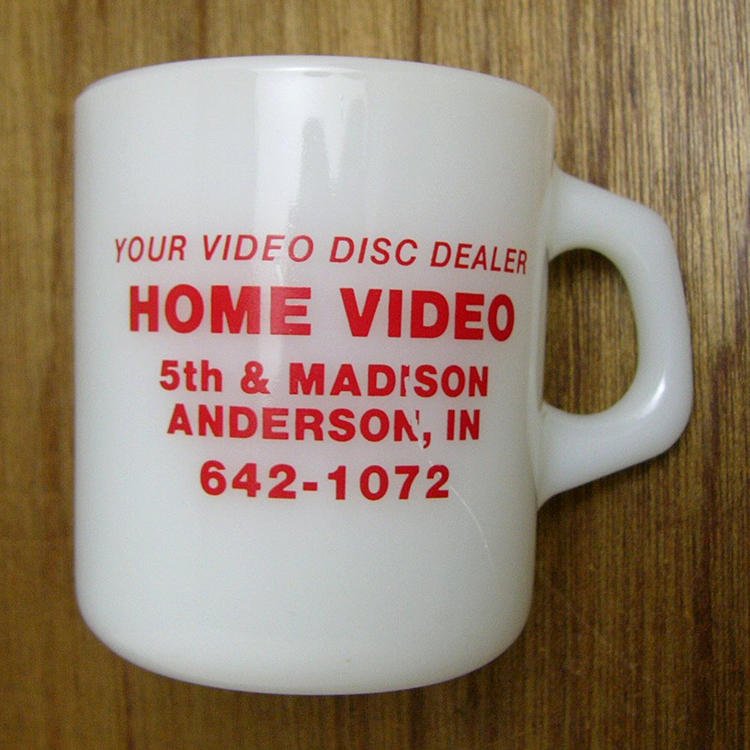 YOUR VIDEO DISC DEALER
HOME VIDEO
5th & MADISON
ANDERSON, IN
642-1072